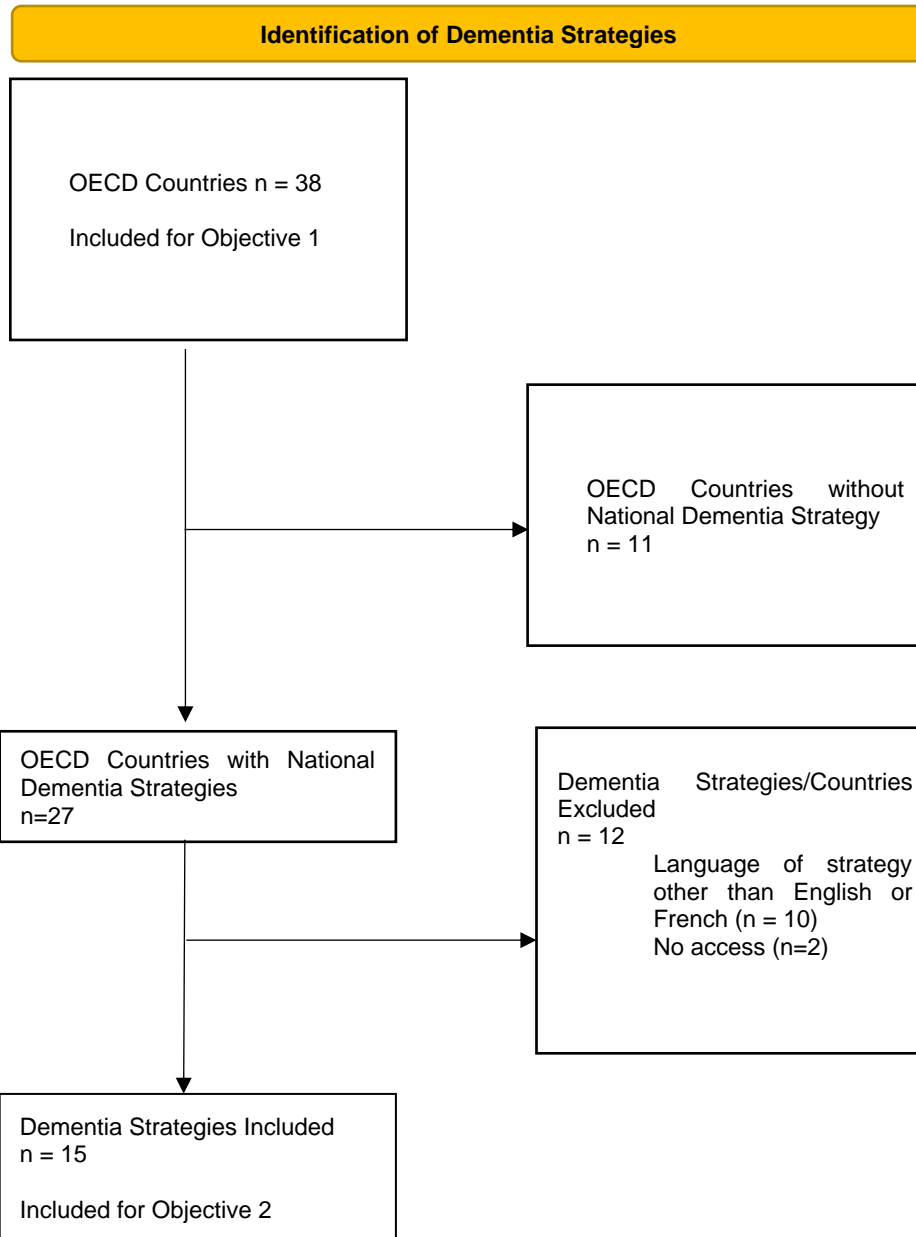 Identification of Dementia Strategies
OECD Countries n = 38
Included for Objective 1
OECD Countries without
National Dementia Strategy
n = 11
OECD Countries with National
Dementia Strategies
n=27
Dementia Strategies/Countries
Excluded
n = 12
Language of strategy
other than English or
French (n = 10)
No access (n=2)
Dementia Strategies Included
n = 15
Included for Objective 2